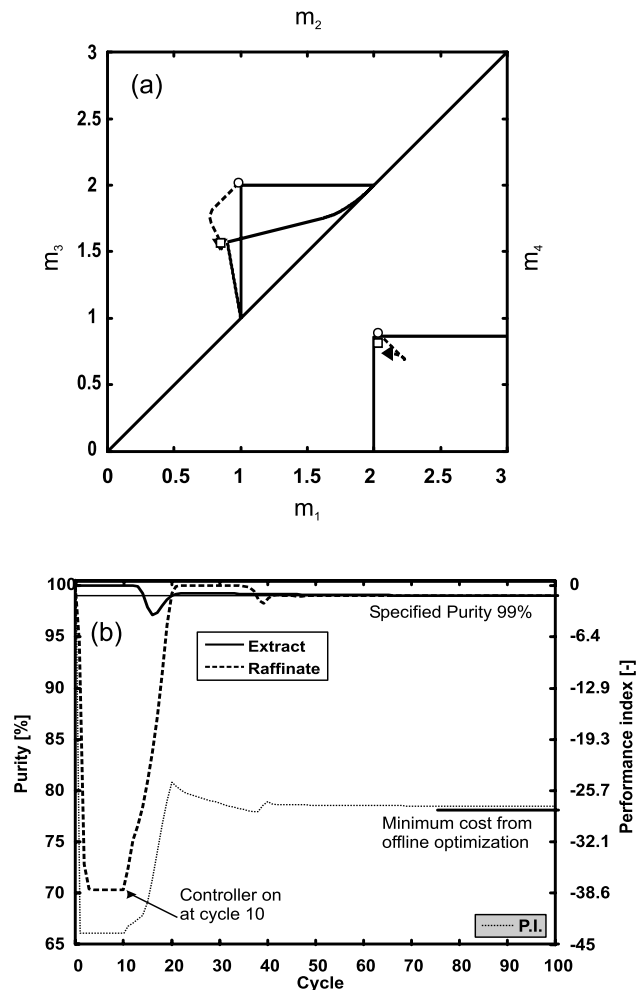 m2
3
(a)
2.5
2
m3
m4
1.5
1
0.5
0
0
0.5
1
1.5
2
2.5
3
m1
100
0
Specified Purity 99%
95
(b)
Extract
-6.4
Raffinate
90
-12.9
Purity [%]
85
-19.3
Performance index [-]
80
-25.7
Minimum cost from
75
offline optimization
-32.1
70
Controller on
-38.6
at cycle 10
P.I.
65
-45
0
10
20
30
40
50
60
70
80
90
100
Cycle